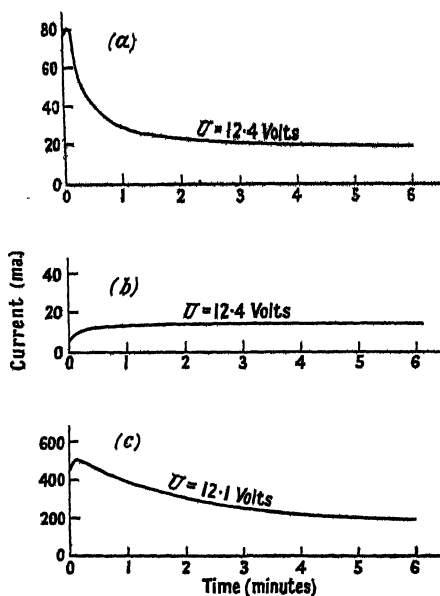 80
60
40
20
0
(a)
U = 12·4 Volts
0 1 2 3 4 5 6
Current (ma.)
40
20
0
(b)
U = 12·4 Volts
0 1 2 3 4 5 6
600
400
200
0
(c)
U = 12·1 Volts
0 1 2 3 4 5 6
Time (minutes)